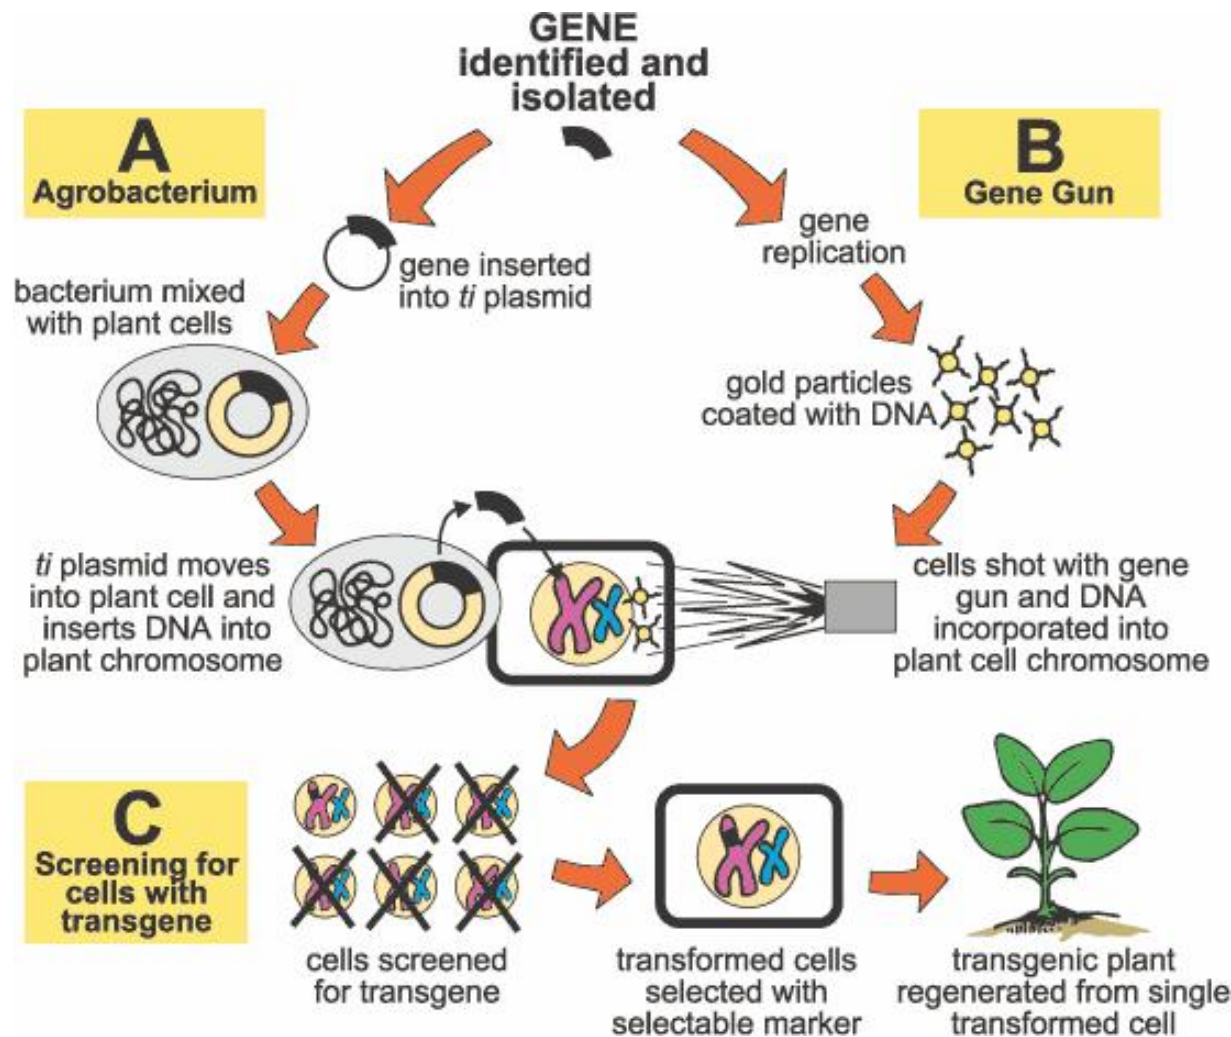 GENE
identified and
isolated
A
Agrobacterium
B
Gene Gun
gene inserted
into ti plasmid
gene
replication
bacterium mixed
with plant cells
gold particles
coated with DNA
ti plasmid moves
into plant cell and
inserts DNA into
plant chromosome
cells shot with gene
gun and DNA
incorporated into
plant cell chromosome
C
Screening for
cells with
transgene
cells screened
for transgene
transformed cells
selected with
selectable marker
transgenic plant
regenerated from single
transformed cell